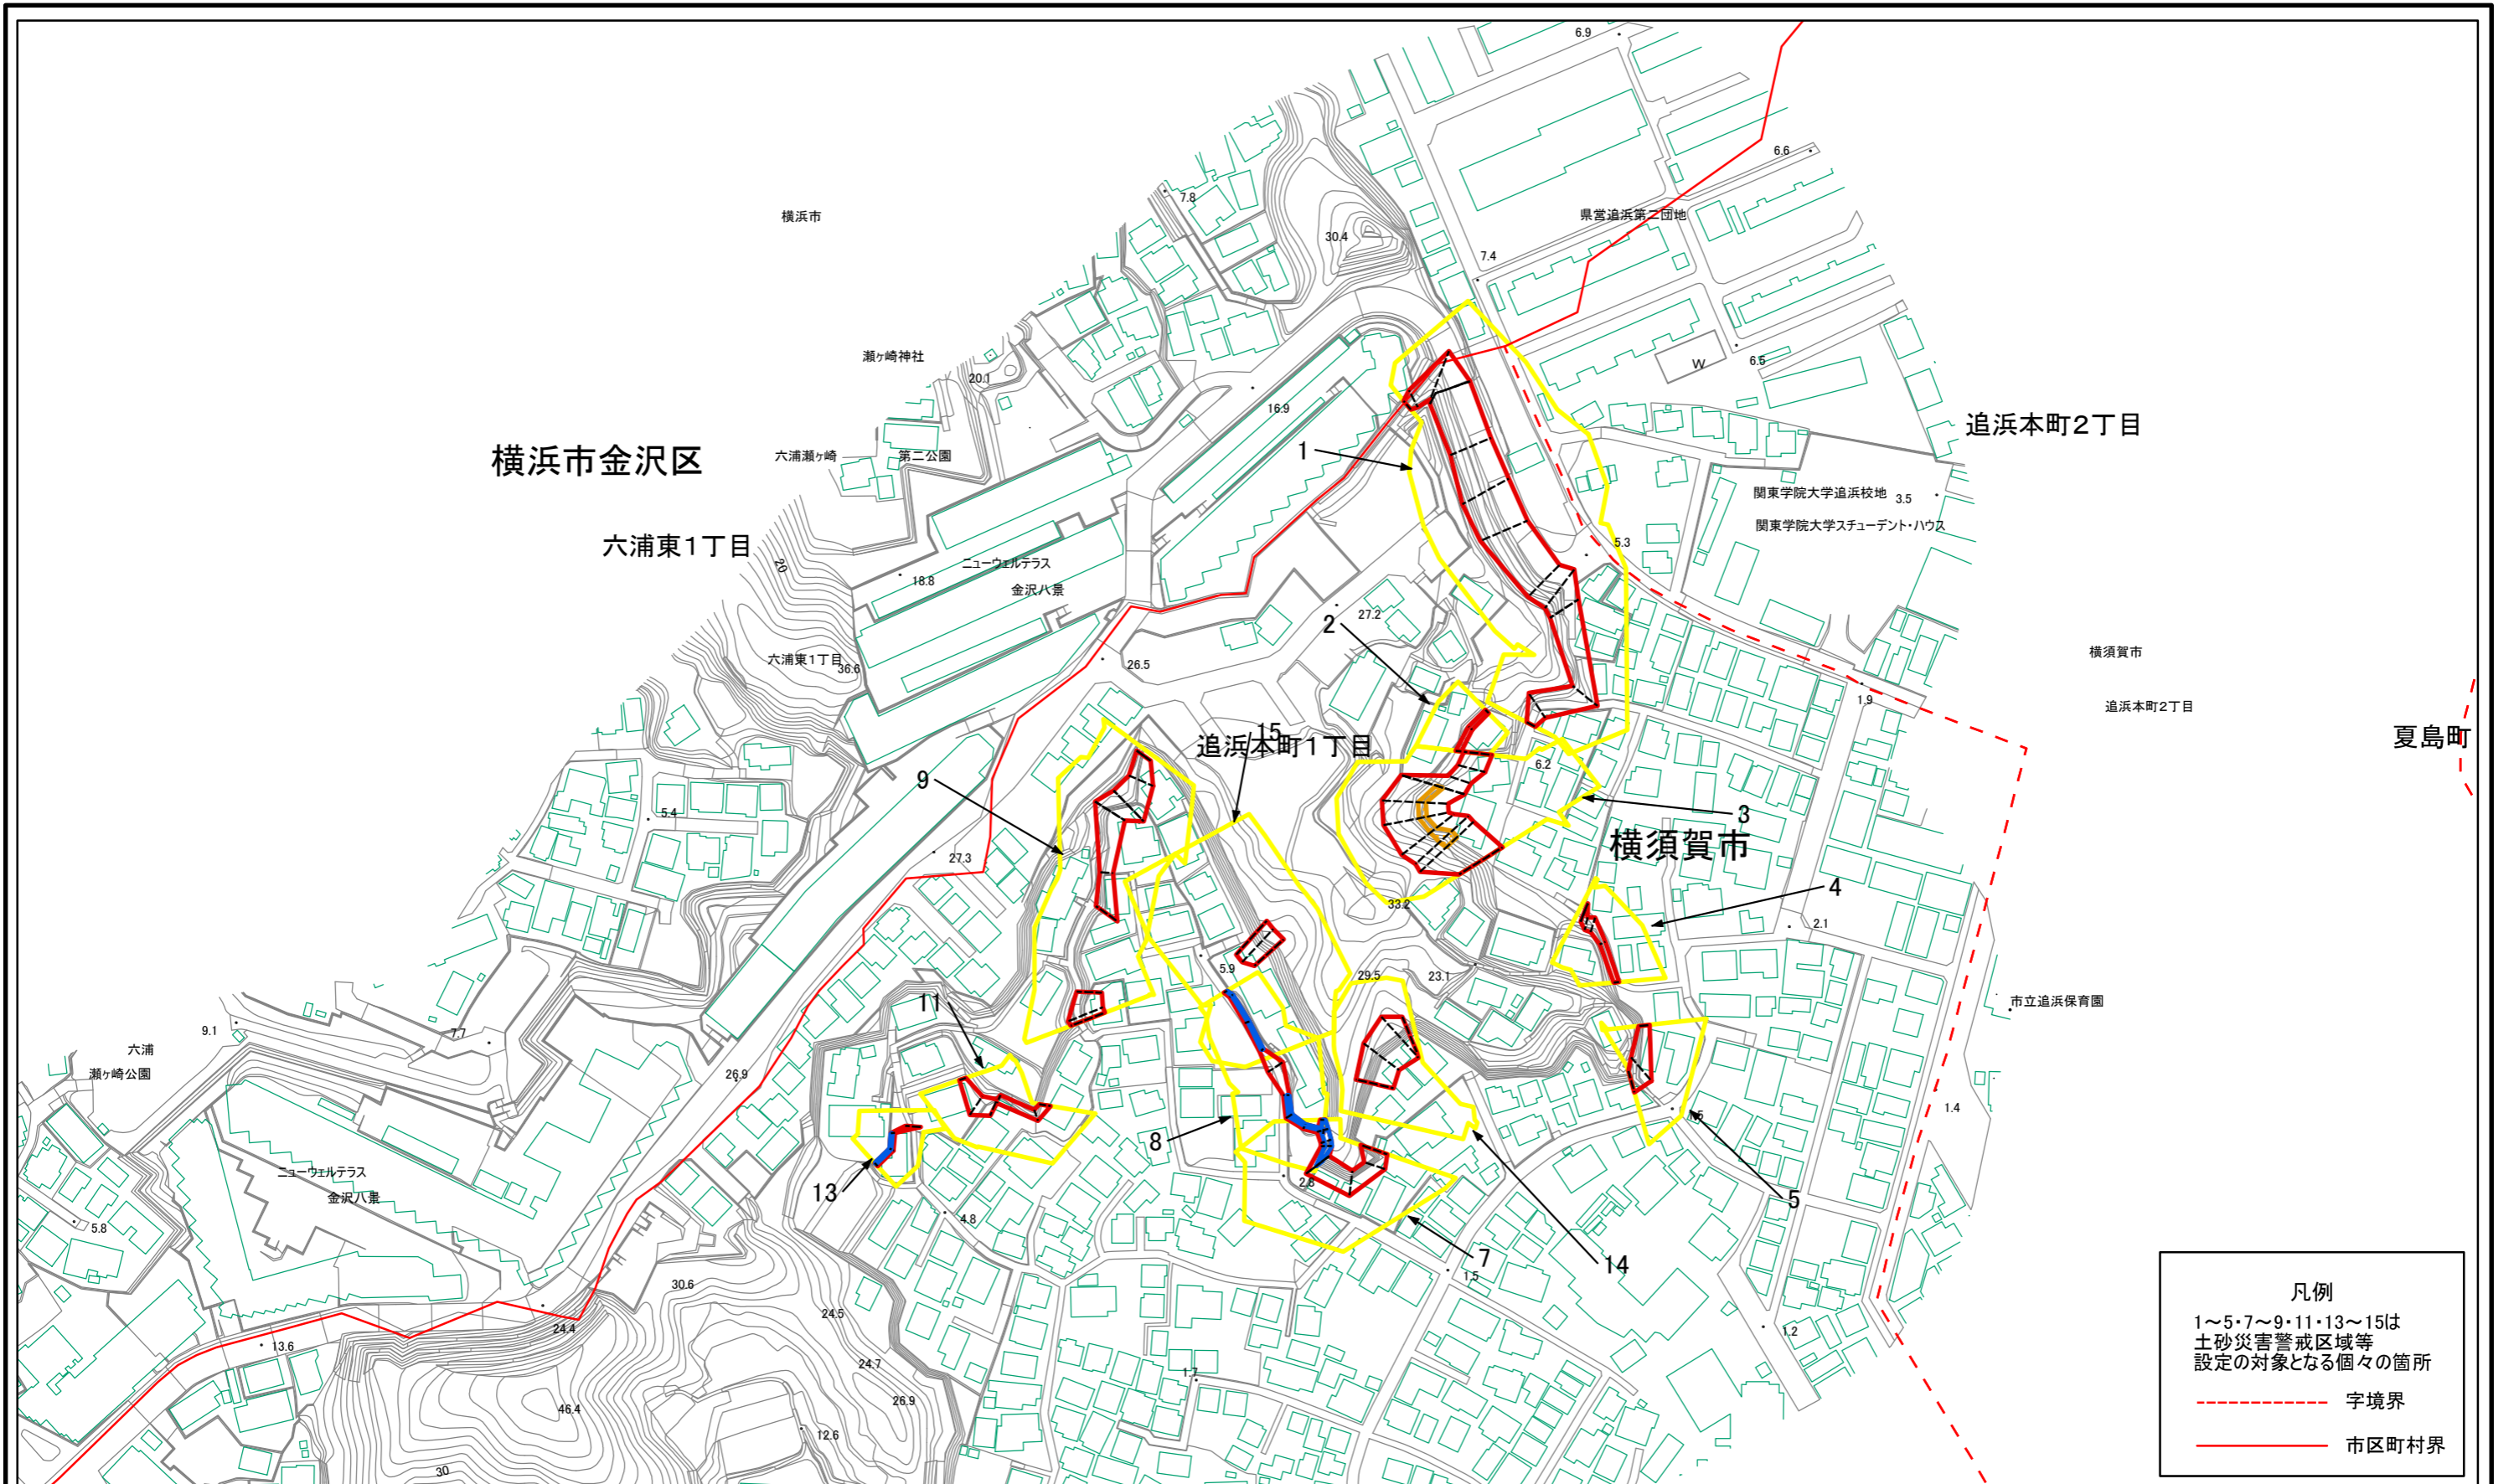 6.9
6.6
7.8
横浜市
県営追浜第二団地
30.4
7.4
瀬ヶ崎神社
20.1
6.5
W
16.9
追浜本町2丁目
1
横浜市金沢区
六浦瀬ヶ崎
第二公園
関東学院大学追浜校地
3.5
関東学院大学スチューデント・ハウス
六浦東1丁目
5.3
20
ニューウェルテラス
18.8
金沢八景
27.2
2
横須賀市
六浦東1丁目
36.6
26.5
1.9
追浜本町2丁目
15
追浜本町1丁目
夏島町
6.2
9
5.4
3
横須賀市
27.3
4
33.2
2.1
5.9
29.5
23.1
11
市立追浜保育園
9.1
7.7
六浦
瀬ヶ崎公園
26.9
1.4
1.5
8
ニューウェルテラス
13
2.8
金沢八景
5
4.8
5.8
7
14
1.5
30.6
24.5
24.4
1.2
13.6
24.7
1.7
26.9
46.4
12.6
30
凡例
1～5・7～9・11・13～15は
土砂災害警戒区域等
設定の対象となる個々の箇所
字境界
市区町村界